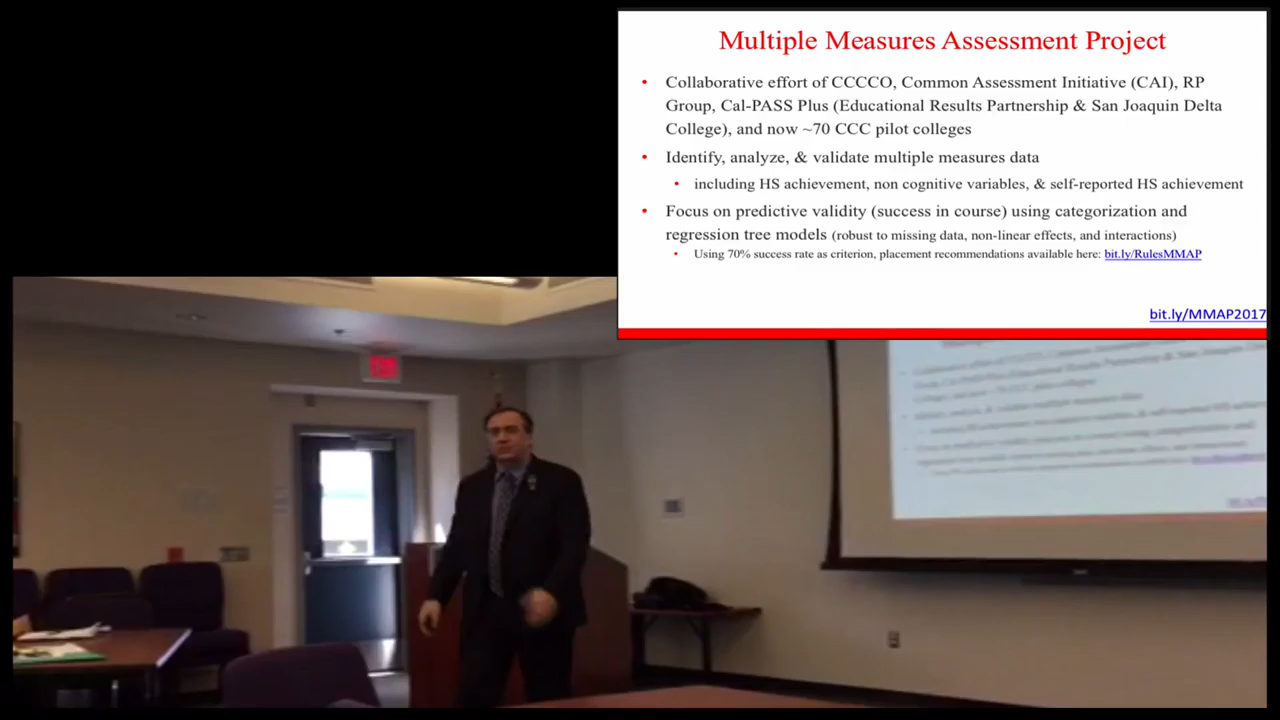 Multiple Measures Assessment Project
• Collaborative effort of CCCCO, Common Assessment Initiative (CAI), RP
Group, Cal-PASS Plus (Educational Results Partnership & San Joaquin Delta
College), and now ~70 CCC pilot colleges
• Identify, analyze, & validate multiple measures data
• including HS achievement, non cognitive variables, & self-reported HS achievement
• Focus on predictive validity (success in course) using categorization and
regression tree models (robust to missing data, non-linear effects, and interactions)
• Using 70% success rate as criterion, placement recommendations available here: bit.ly/RulesMMAP
bit.ly/MMAP2017